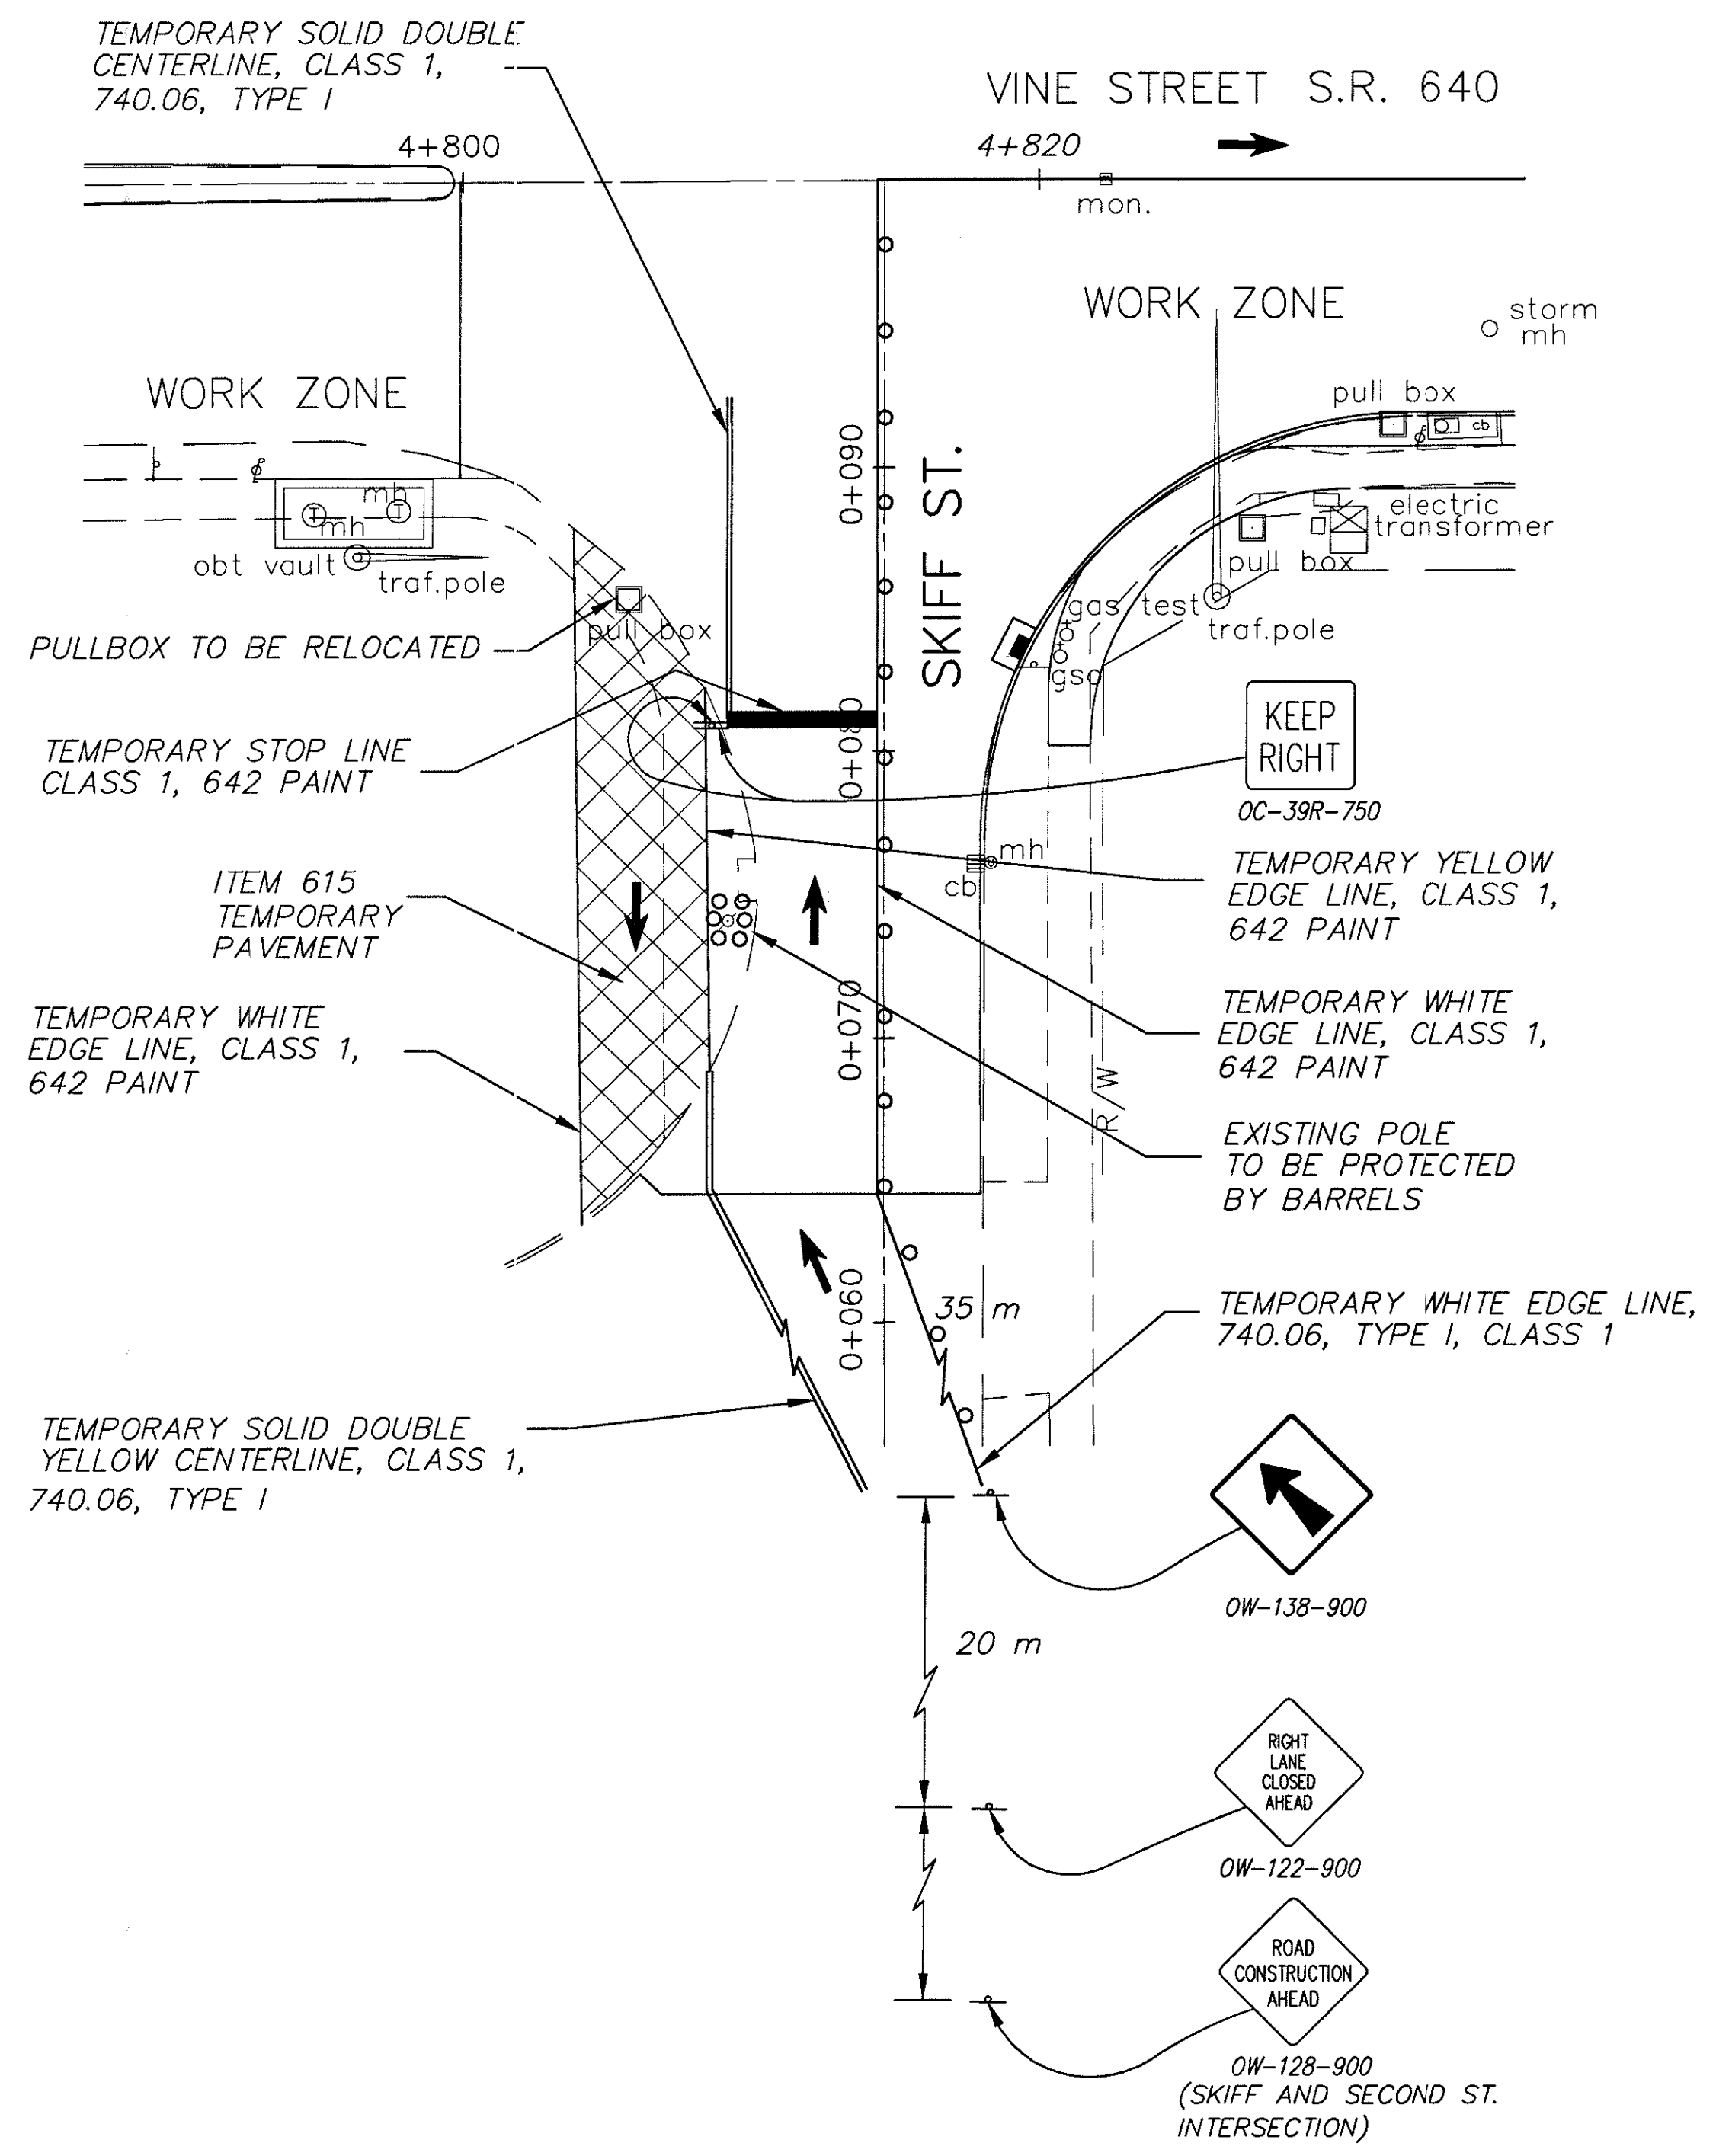 TEMPORARY SOLID DOUBLE
CENTERLINE, CLASS 1,
740.06, TYPE I
VINE STREET S.R. 640
4+800
4+820
mon.
WORK ZONE
storm
mh
WORK ZONE
pull box
cb
mh
mh
obt vault
traf.pole
0+090
SKIFF ST.
electric
transformer
pull box
gas test
traf.pole
gso
PULLBOX TO BE RELOCATED
pull box
TEMPORARY STOP LINE
CLASS 1, 642 PAINT
0+080
KEEP
RIGHT
OC-39R-750
mh
cb
TEMPORARY YELLOW
EDGE LINE, CLASS 1,
642 PAINT
ITEM 615
TEMPORARY
PAVEMENT
TEMPORARY WHITE
EDGE LINE, CLASS 1,
642 PAINT
0+070
TEMPORARY WHITE
EDGE LINE, CLASS 1,
642 PAINT
R/W
EXISTING POLE
TO BE PROTECTED
BY BARRELS
0+060
35 m
TEMPORARY WHITE EDGE LINE,
740.06, TYPE I, CLASS 1
TEMPORARY SOLID DOUBLE
YELLOW CENTERLINE, CLASS 1,
740.06, TYPE I
OW-138-900
20 m
RIGHT
LANE
CLOSED
AHEAD
OW-122-900
ROAD
CONSTRUCTION
AHEAD
OW-128-900
(SKIFF AND SECOND ST.
INTERSECTION)